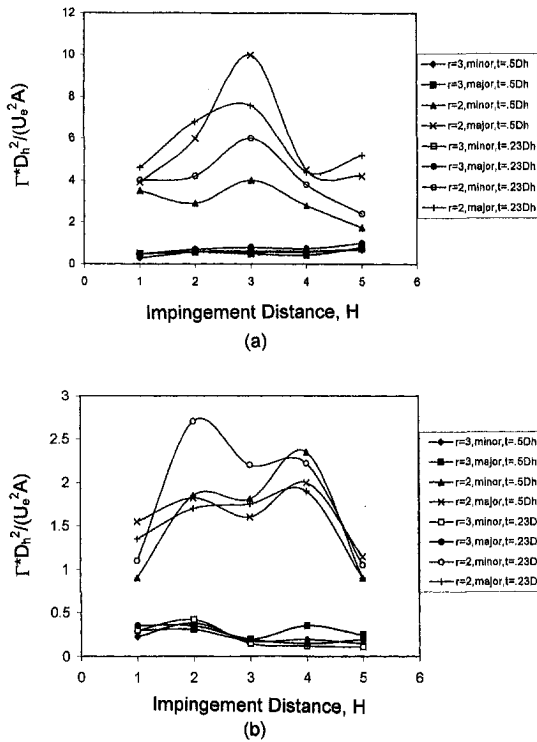 12
10
8
6
4
2
0
Γ*Dh²/(Ue²A)
0 1 2 3 4 5 6
Impingement Distance, H
(a)
r=3,minor,t=.5Dh
r=3,major,t=.5Dh
r=2,minor,t=.5Dh
r=2,major,t=.5Dh
r=3,minor,t=.23Dh
r=3,major,t=.23Dh
r=2,minor,t=.23Dh
r=2,major,t=.23Dh
3
2.5
2
1.5
1
0.5
0
Γ*Dh²/(Ue²A)
0 1 2 3 4 5 6
Impingement Distance, H
(b)
r=3,minor,t=.5Dh
r=3,major,t=.5Dh
r=2,minor,t=.5Dh
r=2,major,t=.5Dh
r=3,minor,t=.23D
r=3,major,t=.23D
r=2,minor,t=.23D
r=2,major,t=.23D